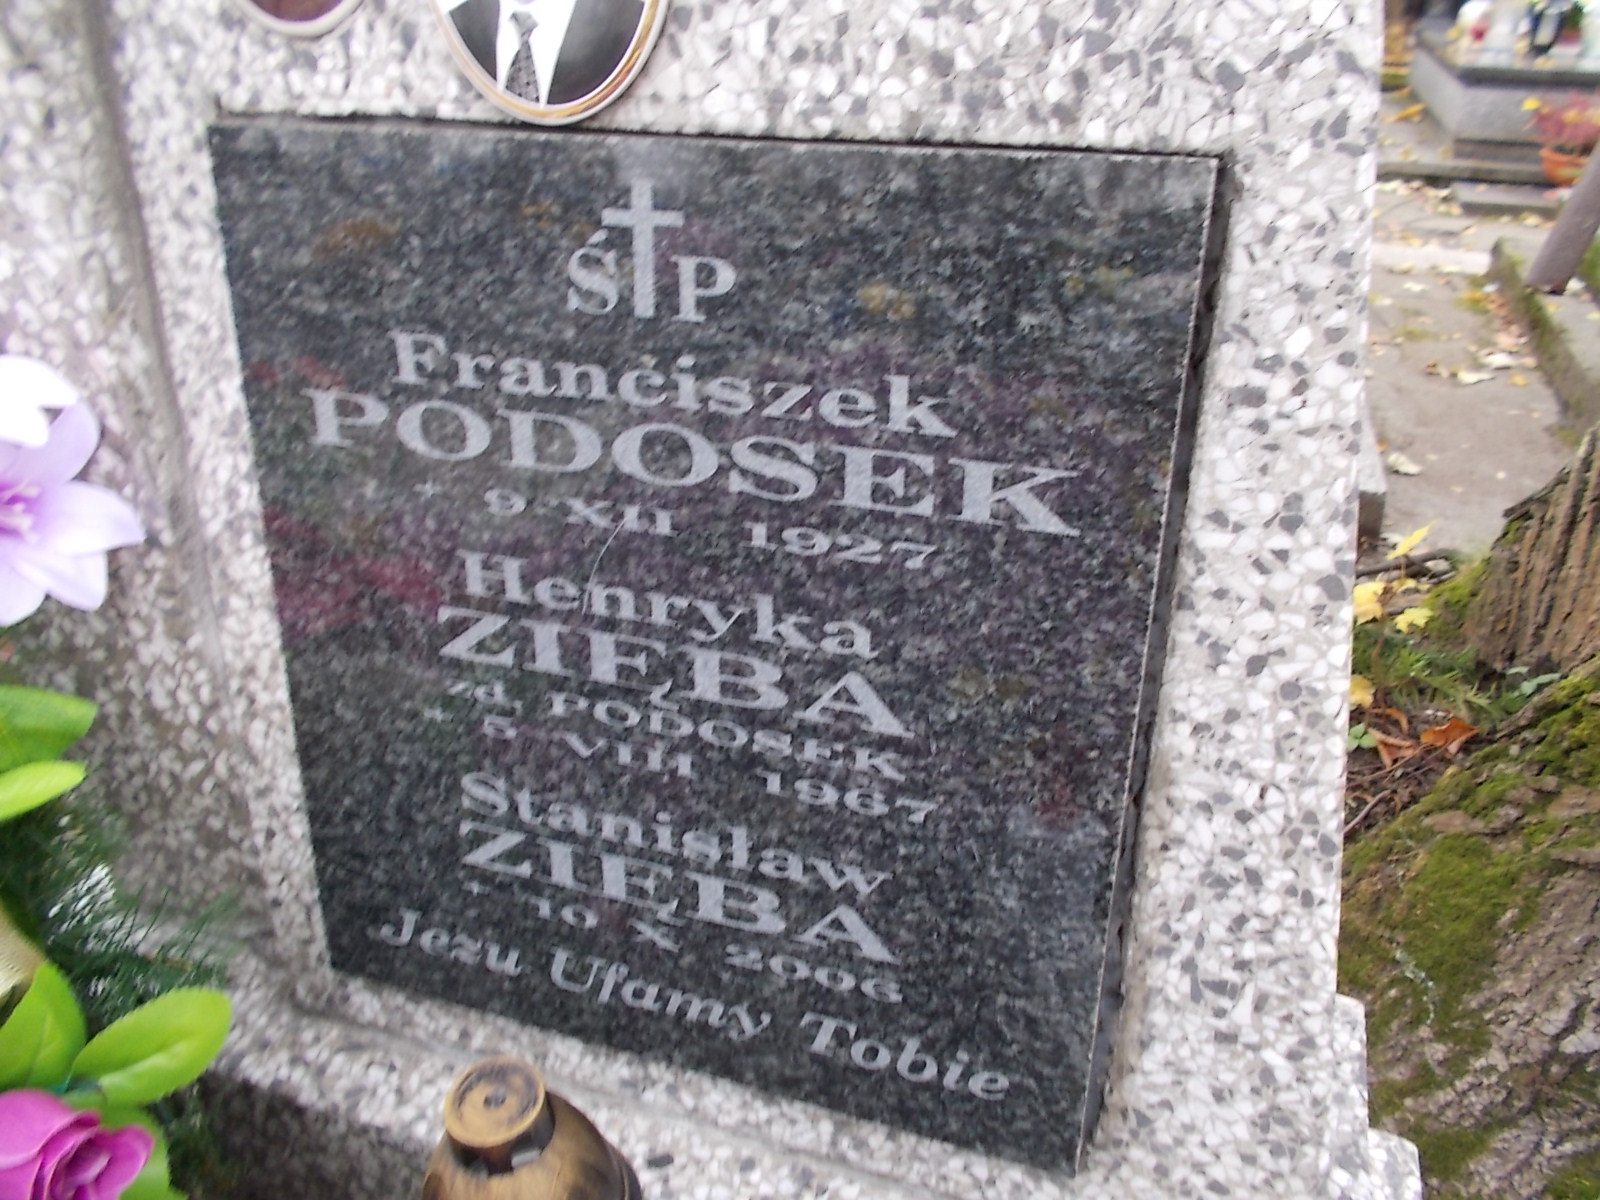 Ś P
Franciszek
PODOSEK
+ 9 XII 1927
Henryka
ZIĘBA
zd. PODOSEK
+ 5 VIII 1967
Stanisław
ZIĘBA
+ 10 X 2006
Jezu Ufamy Tobie